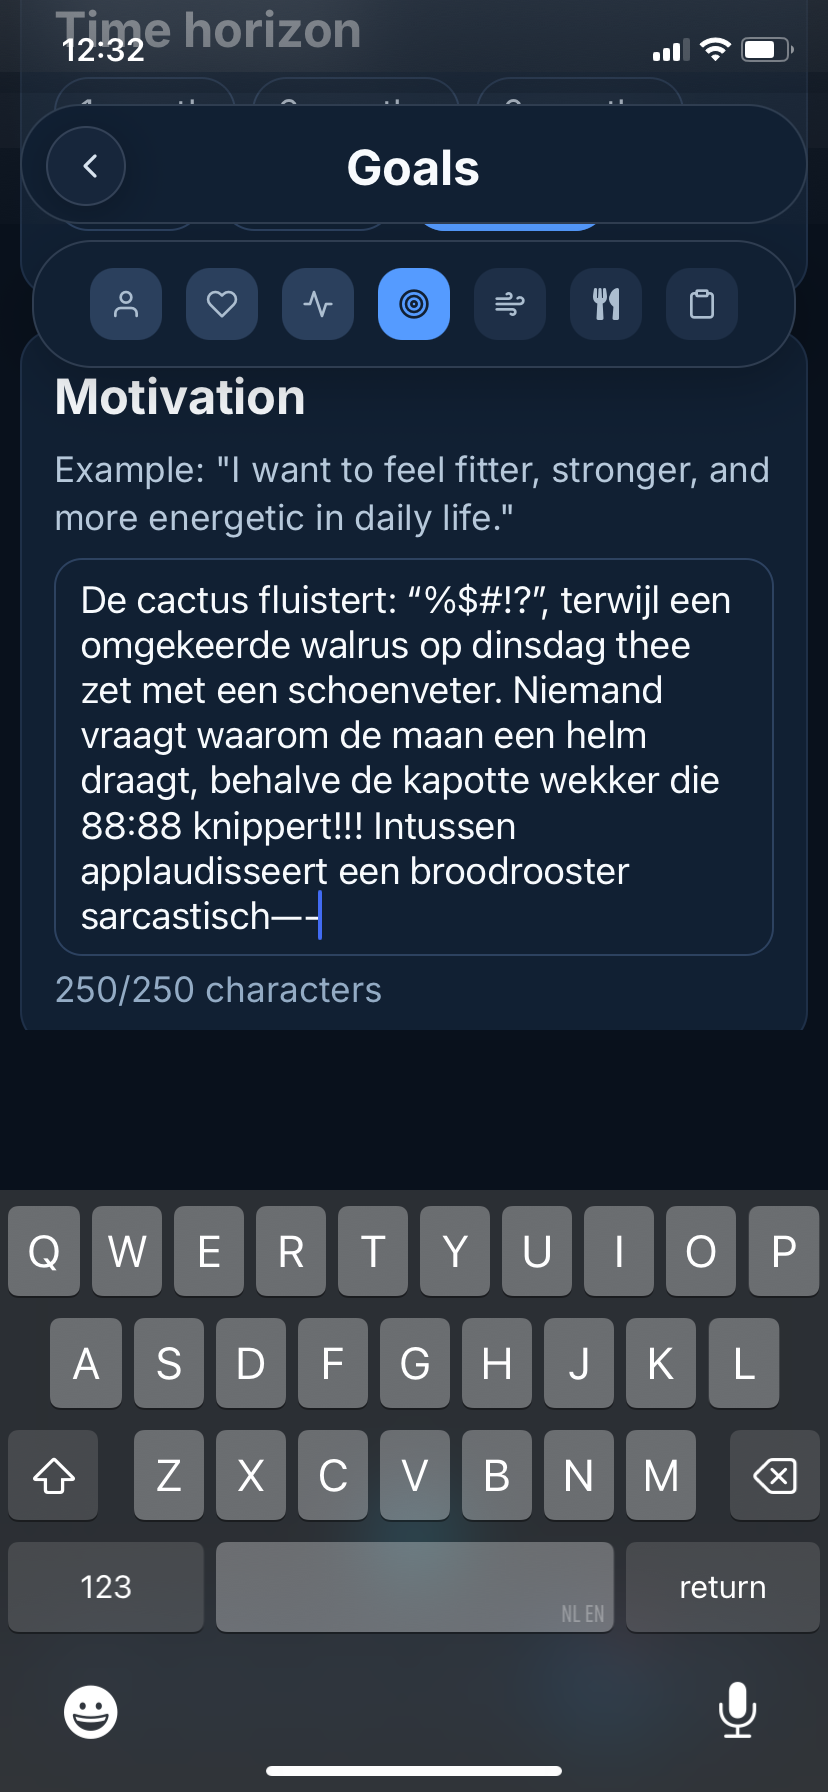 Time horizon
12:32
Goals
Motivation
Example: "I want to feel fitter, stronger, and
more energetic in daily life."
De cactus fluistert: “%$#!?”, terwijl een
omgekeerde walrus op dinsdag thee
zet met een schoenveter. Niemand
vraagt waarom de maan een helm
draagt, behalve de kapotte wekker die
88:88 knippert!!! Intussen
applaudisseert een broodrooster
sarcastisch—-
250/250 characters
Q W E R T Y U I O P
A S D F G H J K L
Z X C V B N M
123 return
NL EN